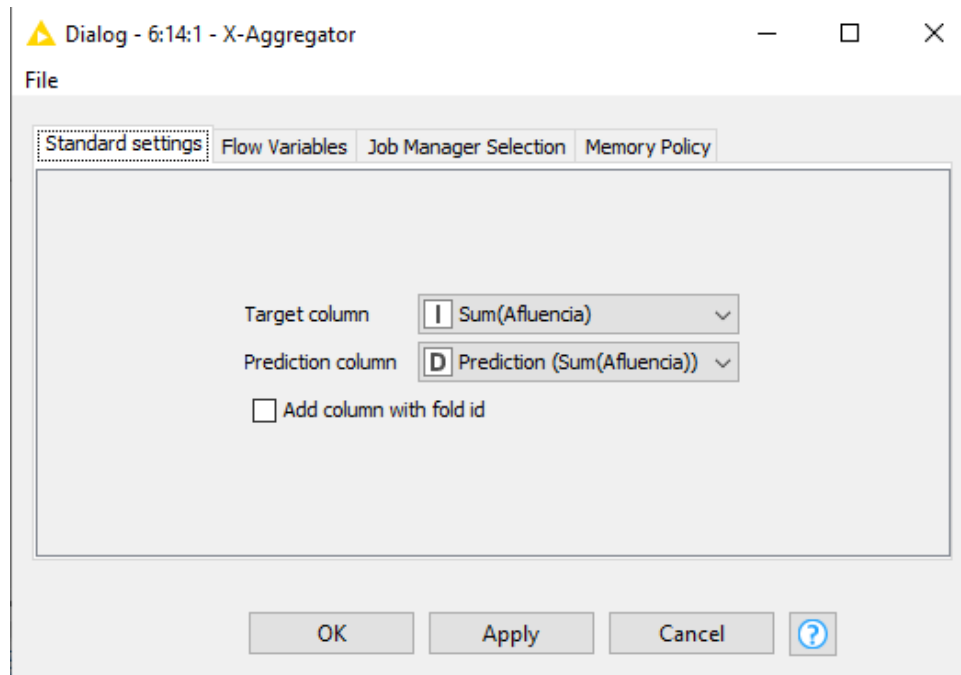 Dialog - 6:14:1 - X-Aggregator
File
Standard settings Flow Variables Job Manager Selection Memory Policy
Target column I Sum(Afluencia)
Prediction column D Prediction (Sum(Afluencia))
Add column with fold id
OK Apply Cancel ?